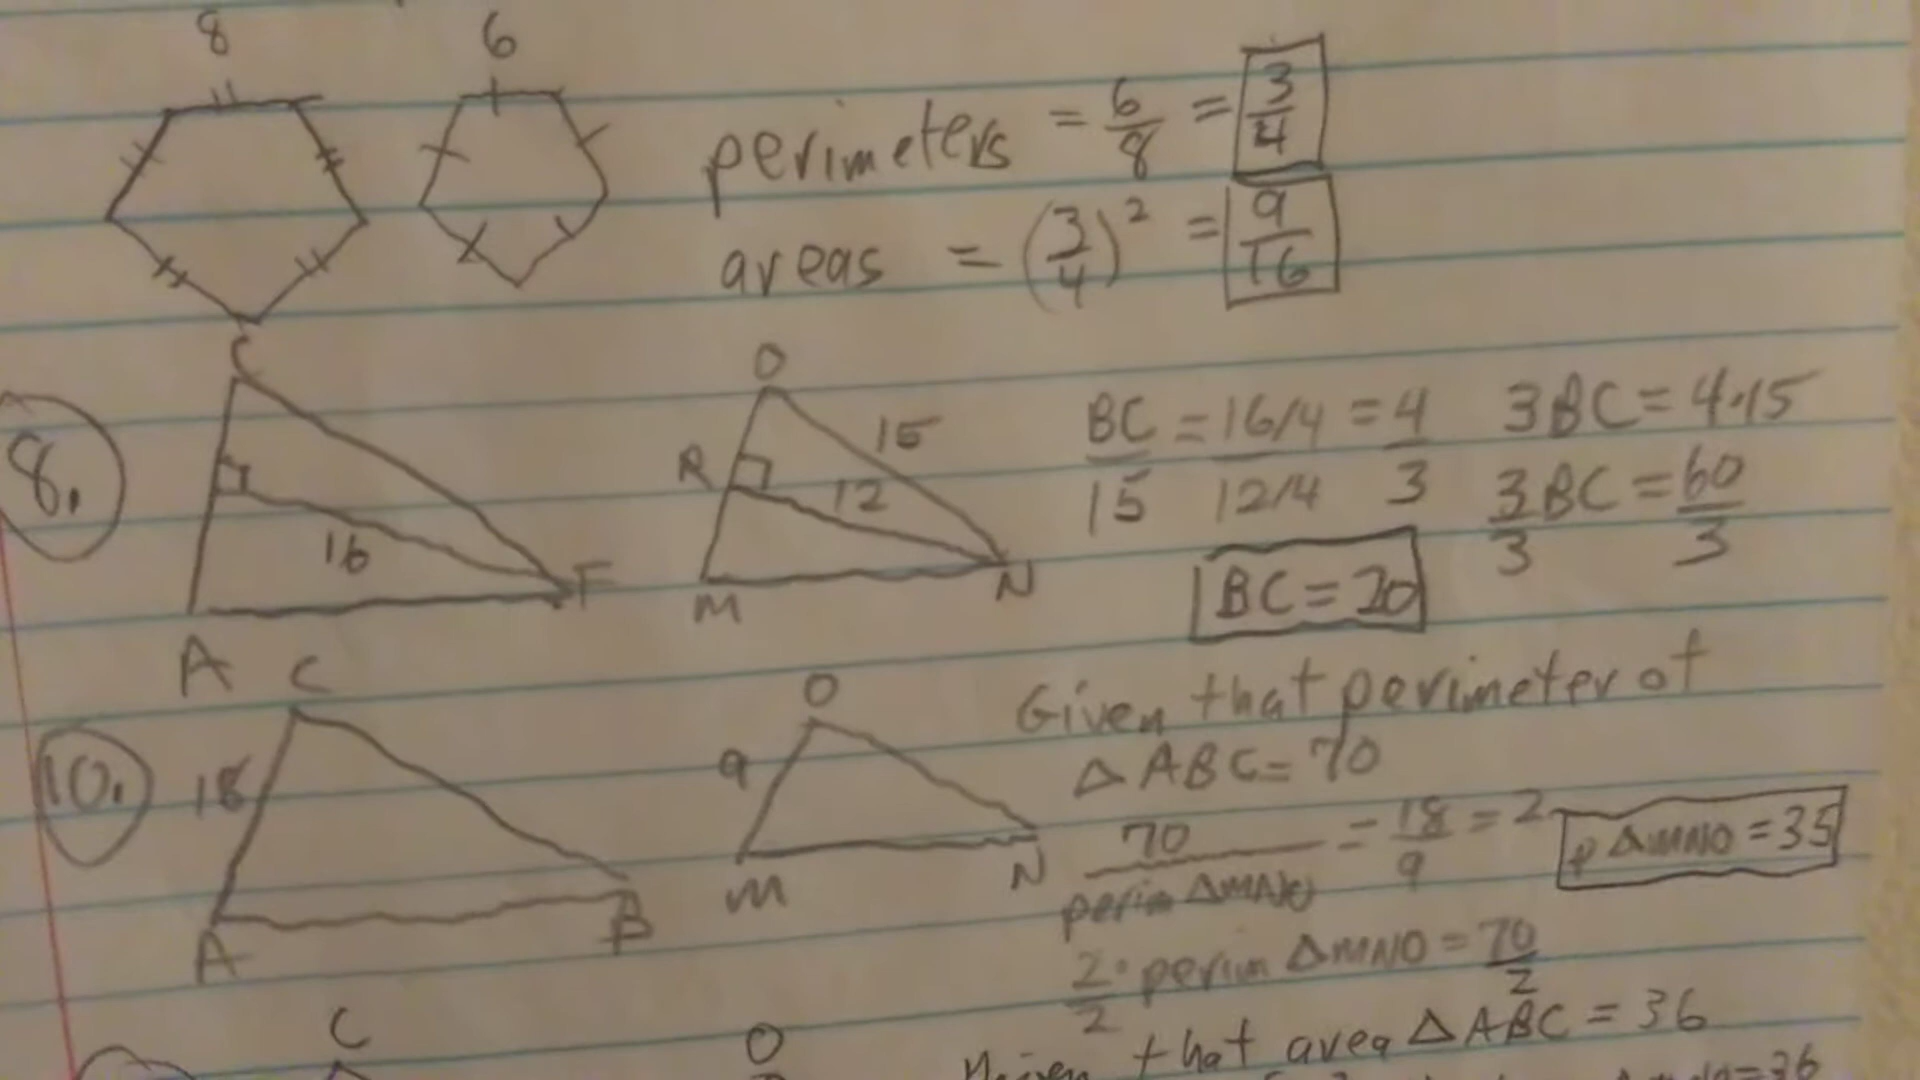 8 6
perimeters = 6/8 = 3/4
areas = (3/4)² = 9/16
8.
C
16
A F
O
R 15
12
M N
BC/15 = 16/4 / 12/4 = 4/3
3BC = 4·15
3BC/3 = 60/3
BC = 20
10.
C
18
A B
O
9
M N
Given that perimeter of
△ABC = 70
70/perim △MNO = 18/9 = 2
p △MNO = 35
2/2 · perim △MNO = 70/2
C O
that area △ABC = 36